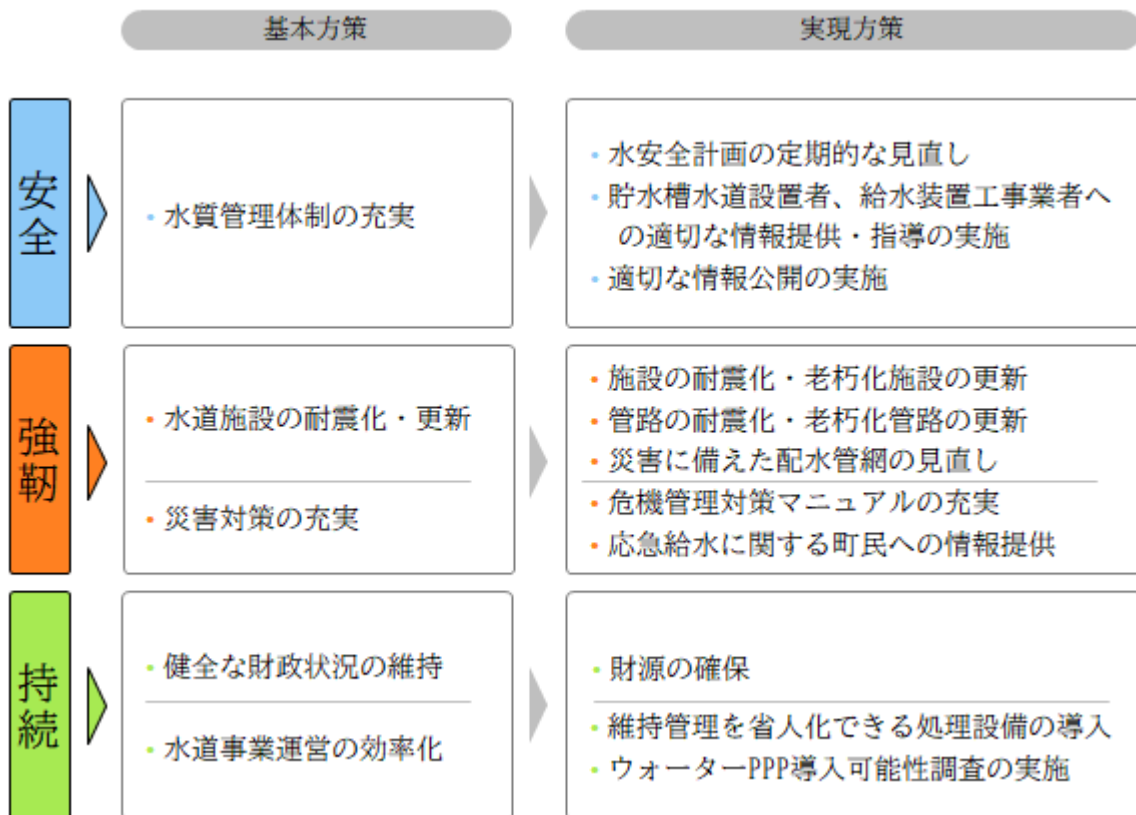 基本方策
実現方策
安全
・水質管理体制の充実
・水安全計画の定期的な見直し
・貯水槽水道設置者、給水装置工事業者へ
の適切な情報提供・指導の実施
・適切な情報公開の実施
強靭
・水道施設の耐震化・更新
・災害対策の充実
・施設の耐震化・老朽化施設の更新
・管路の耐震化・老朽化管路の更新
・災害に備えた配水管網の見直し
・危機管理対策マニュアルの充実
・応急給水に関する町民への情報提供
持続
・健全な財政状況の維持
・水道事業運営の効率化
・財源の確保
・維持管理を省人化できる処理設備の導入
・ウォーターPPP導入可能性調査の実施